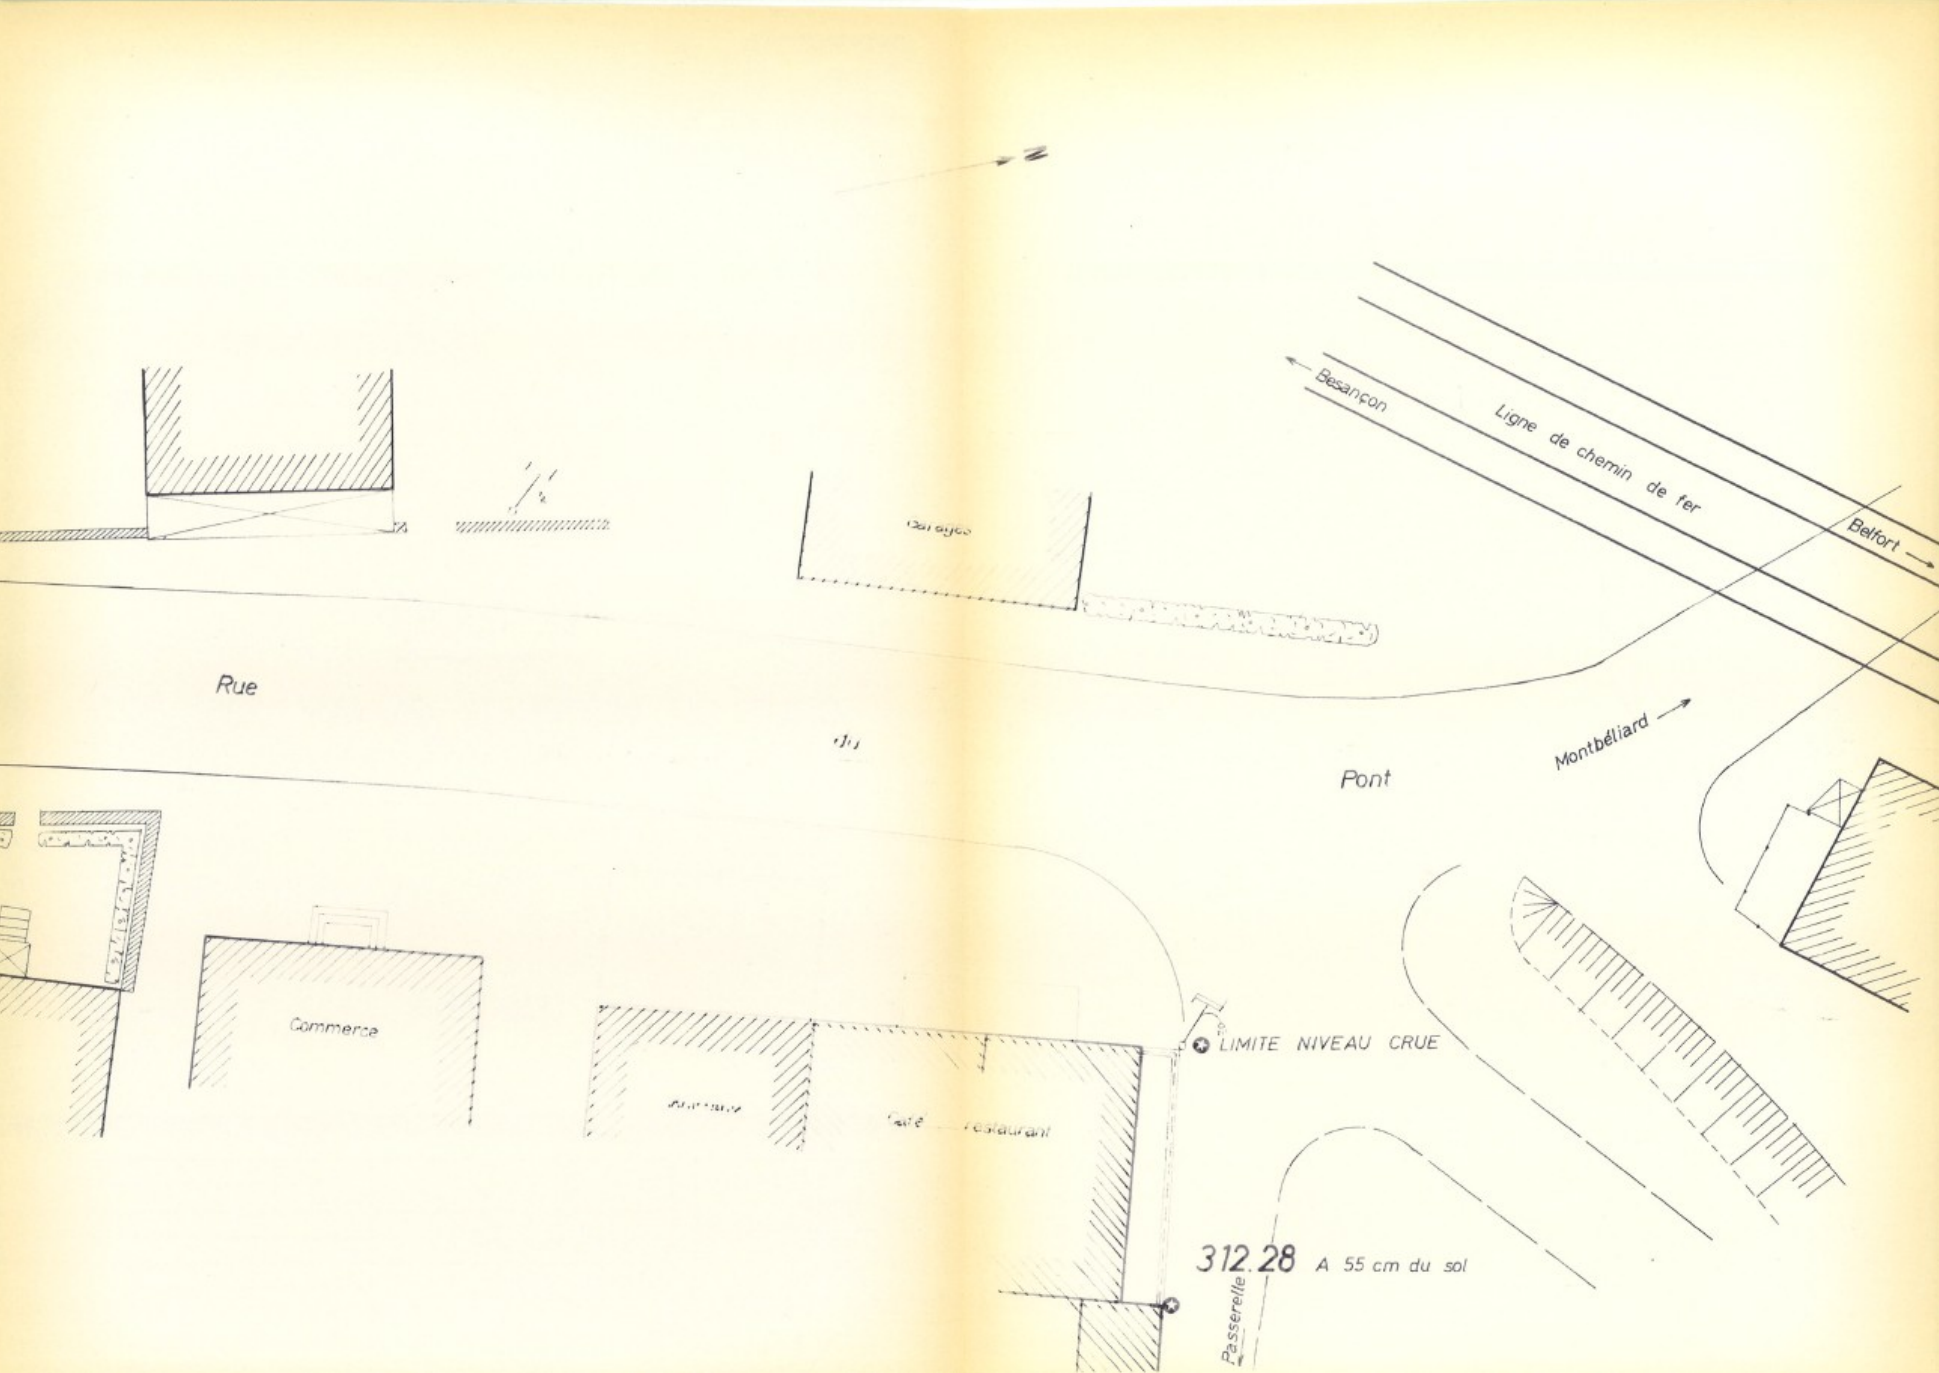 N
Besançon
Ligne de chemin de fer
Belfort
Garages
Rue
du
Pont
Montbéliard
Commerce
Café restaurant
LIMITE NIVEAU CRUE
312.28 A 55 cm du sol
Passerelle